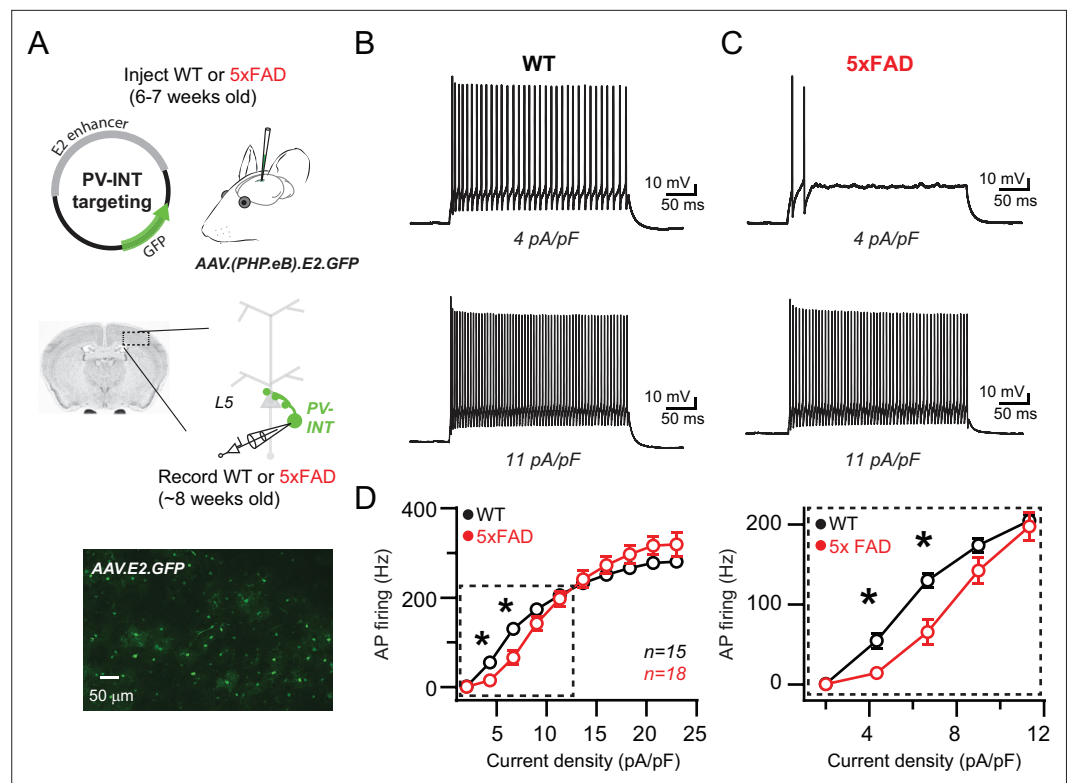 A
Inject WT or 5xFAD
(6-7 weeks old)
E2 enhancer
PV-INT
targeting
GFP
AAV.(PHP.eB).E2.GFP
L5
PV-
INT
Record WT or 5xFAD
(~8 weeks old)
AAV.E2.GFP
50 μm
B
WT
10 mV
50 ms
4 pA/pF
10 mV
50 ms
11 pA/pF
C
5xFAD
10 mV
50 ms
4 pA/pF
10 mV
50 ms
11 pA/pF
D
400
200
0
AP firing (Hz)
WT
5xFAD
*
*
n=15
n=18
5 10 15 20 25
Current density (pA/pF)
200
100
0
AP firing (Hz)
WT
5x FAD
*
*
4 8 12
Current density (pA/pF)